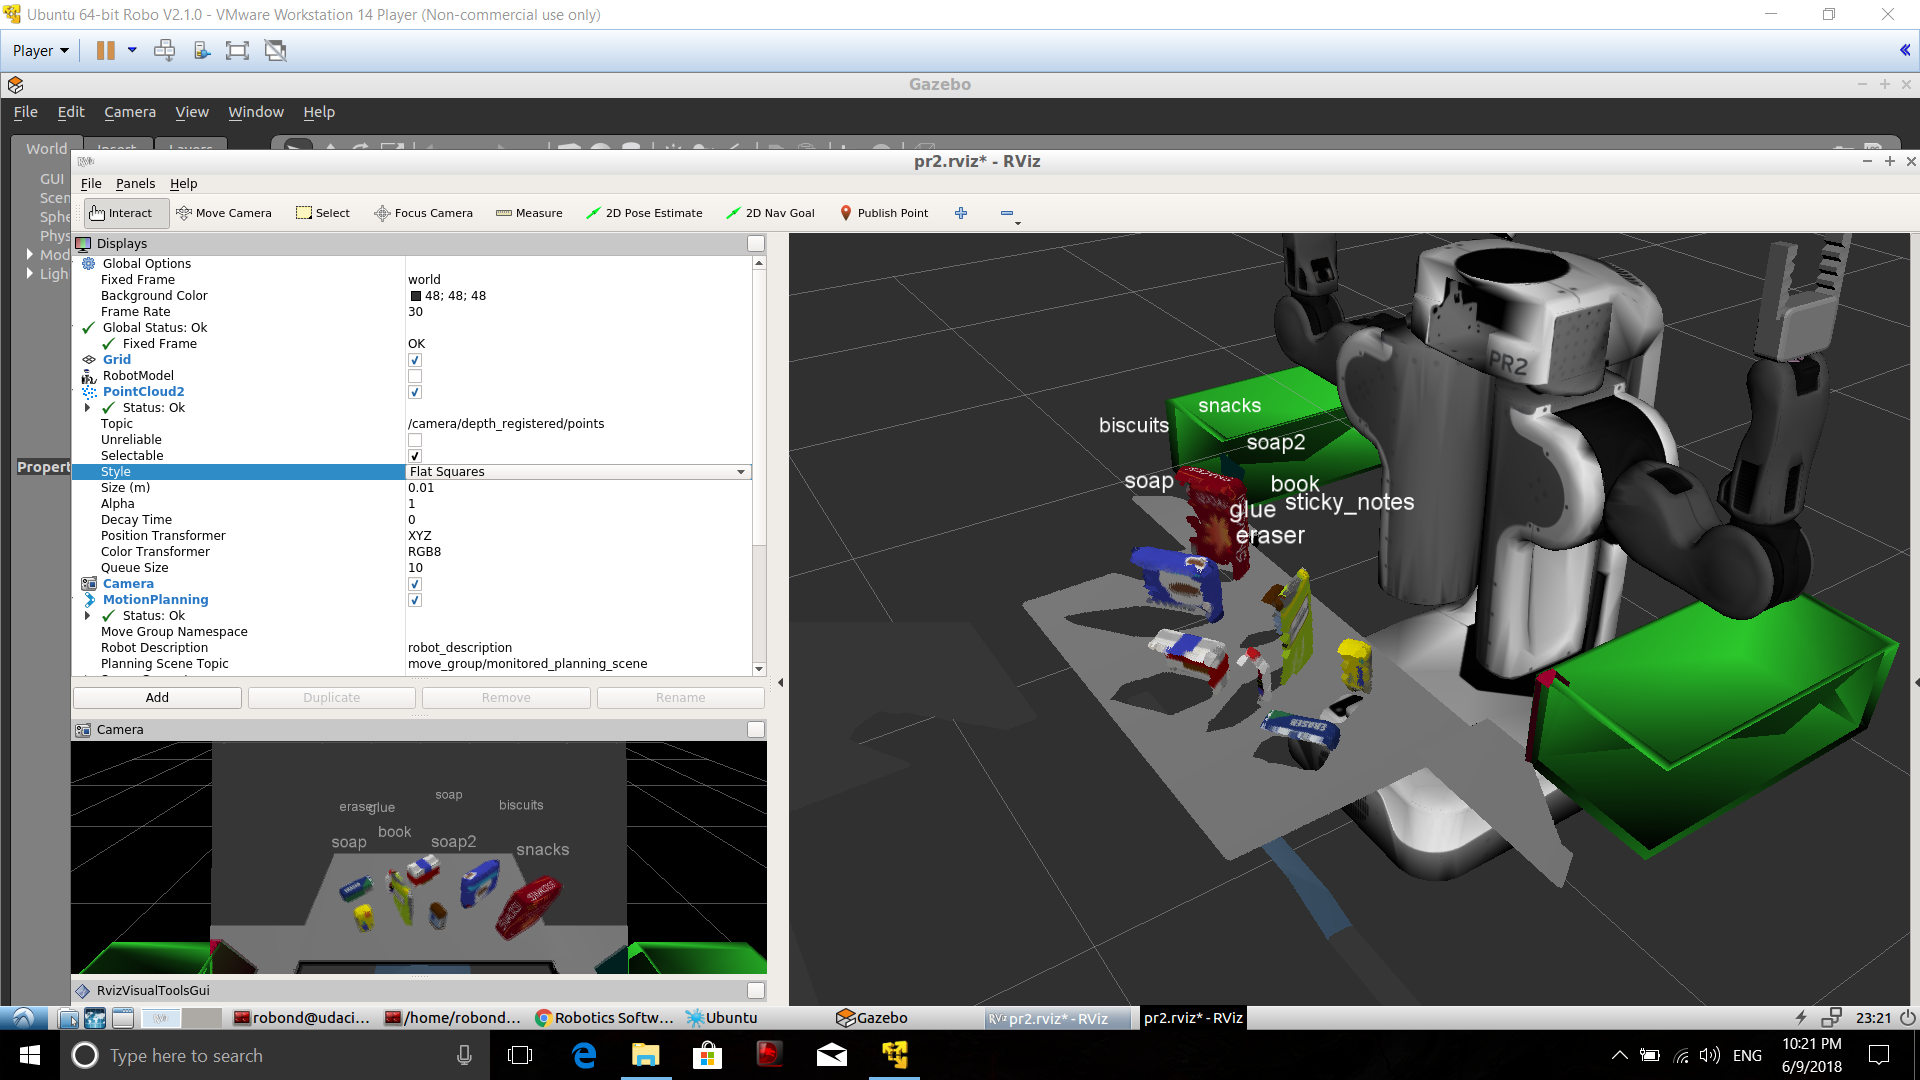 Ubuntu 64-bit Robo V2.1.0 - VMware Workstation 14 Player (Non-commercial use only)
Player
Gazebo
File Edit Camera View Window Help
World Insert Layers
GUI
Scen
Sphe
Phys
Mod
Ligh
Propert
pr2.rviz* - RViz
File Panels Help
Interact Move Camera Select Focus Camera Measure 2D Pose Estimate 2D Nav Goal Publish Point
Displays
Global Options
Fixed Frame world
Background Color 48; 48; 48
Frame Rate 30
Global Status: Ok
Fixed Frame OK
Grid
RobotModel
PointCloud2
Status: Ok
Topic /camera/depth_registered/points
Unreliable
Selectable
Style Flat Squares
Size (m) 0.01
Alpha 1
Decay Time 0
Position Transformer XYZ
Color Transformer RGB8
Queue Size 10
Camera
MotionPlanning
Status: Ok
Move Group Namespace
Robot Description robot_description
Planning Scene Topic move_group/monitored_planning_scene
Add Duplicate Remove Rename
Camera
soap
eraser glue biscuits
book
soap soap2
snacks
RvizVisualToolsGui
PR2
snacks
biscuits
soap2
soap book
sticky_notes
glue
eraser
ERASER
robond@udaci... /home/robond... Robotics Softw... Ubuntu Gazebo pr2.rviz* - RViz pr2.rviz* - RViz 23:21
Type here to search
ENG
10:21 PM
6/9/2018